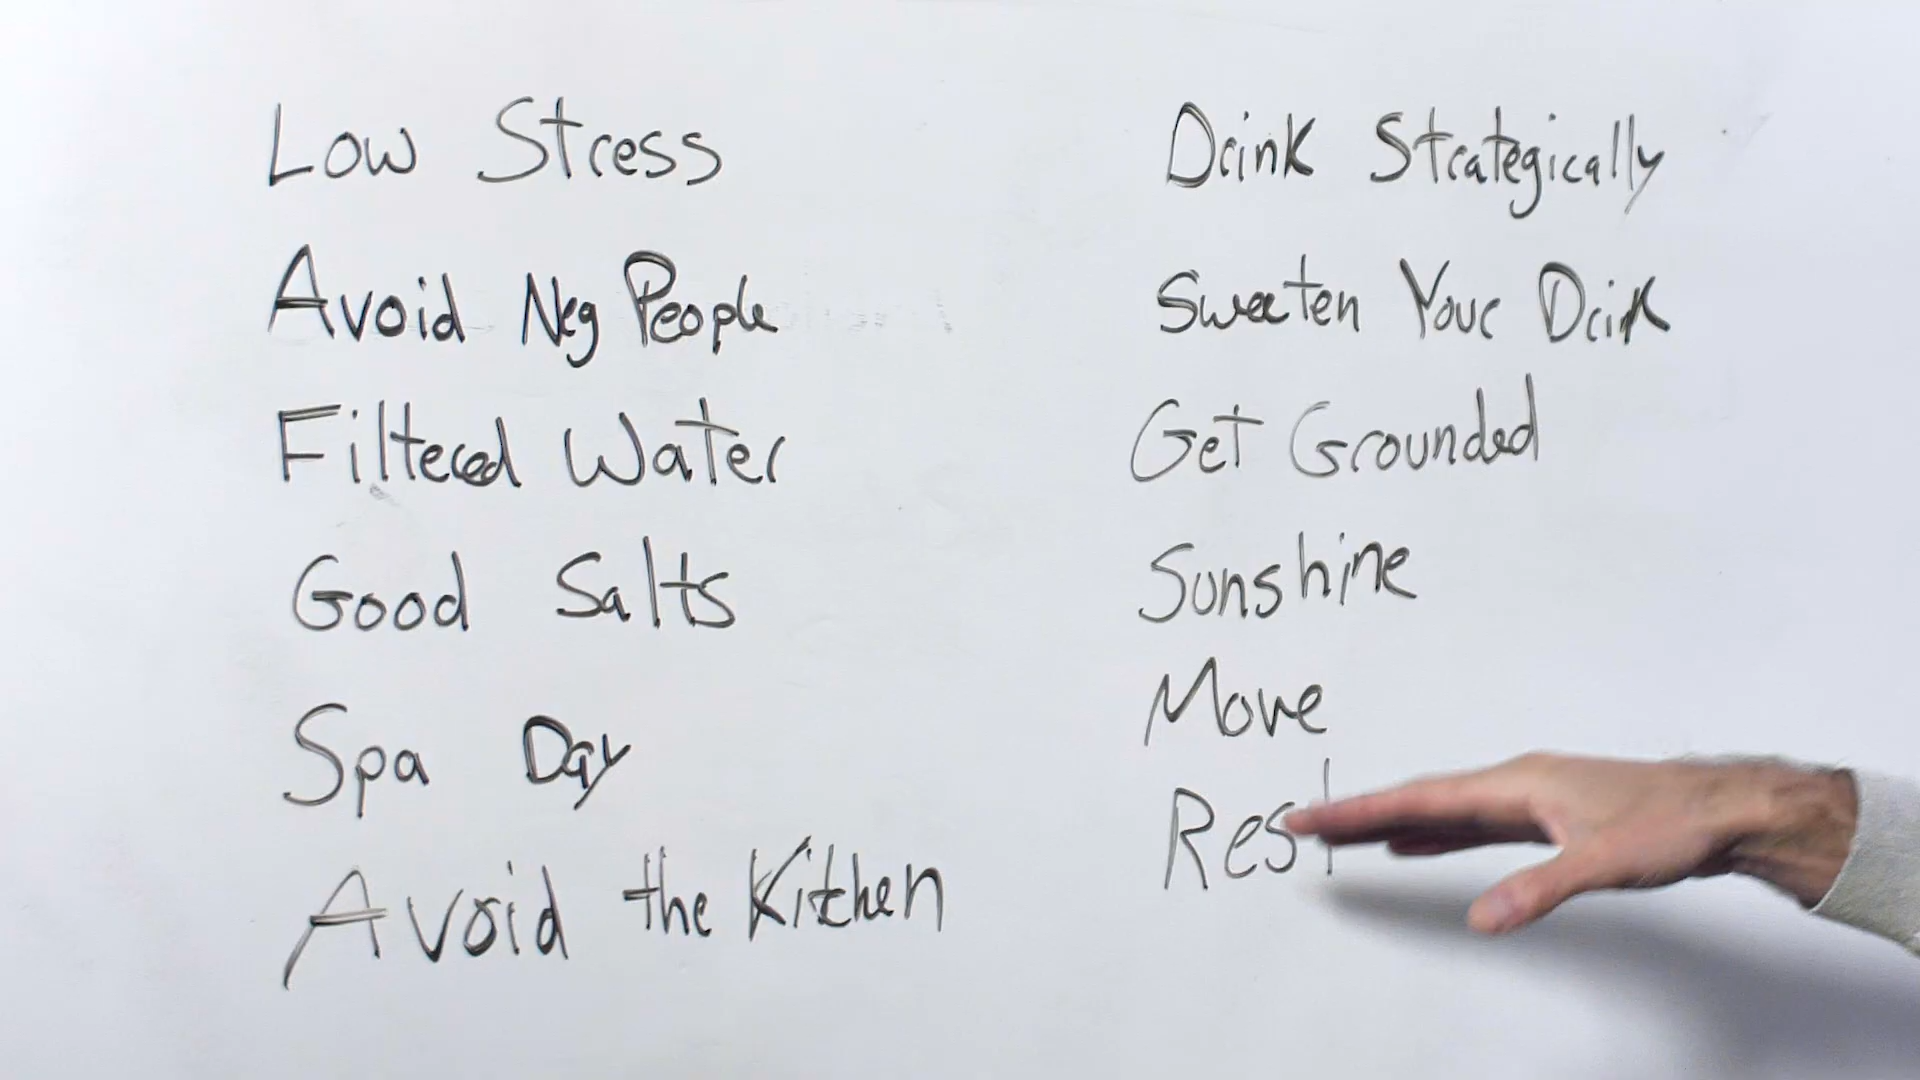 Low Stress
Avoid Neg People
Filtered Water
Good Salts
Spa Day
Avoid the Kitchen
Drink Strategically
Sweeten Your Drink
Get Grounded
Sunshine
Move
Rest